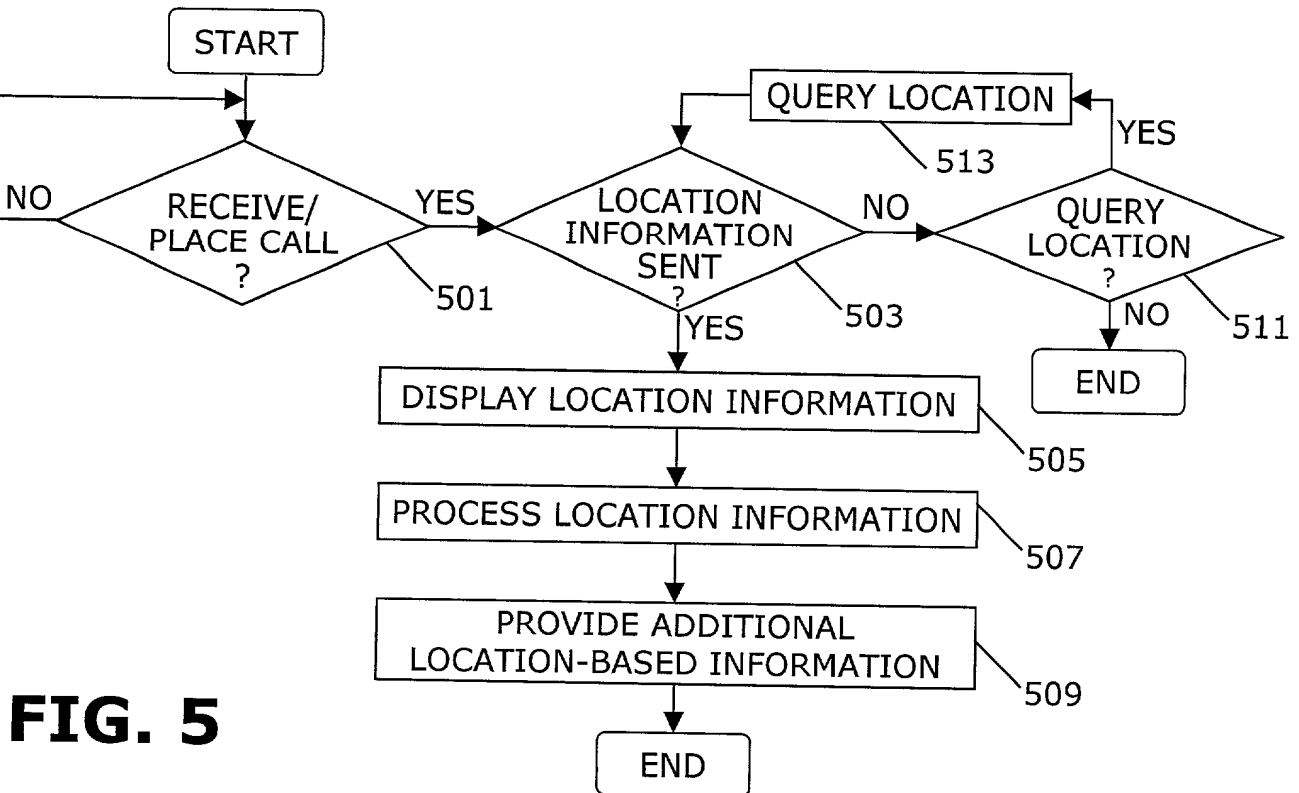 START
QUERY LOCATION
513
YES
NO
RECEIVE/
PLACE CALL
?
501
YES
LOCATION
INFORMATION
SENT
?
503
NO
QUERY
LOCATION
?
511
YES
NO
END
DISPLAY LOCATION INFORMATION
505
PROCESS LOCATION INFORMATION
507
PROVIDE ADDITIONAL
LOCATION-BASED INFORMATION
509
END
FIG. 5